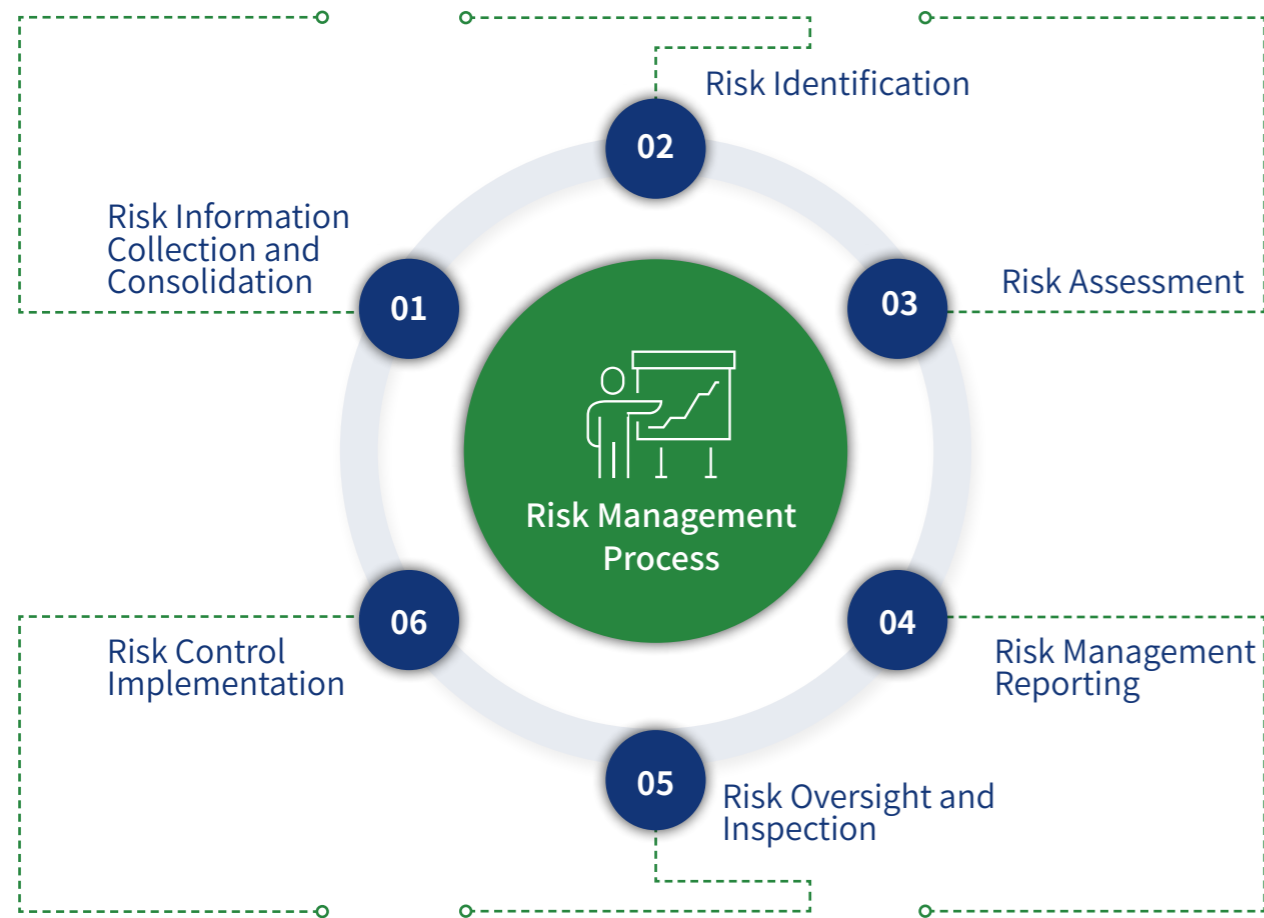 01
Risk Information
Collection and
Consolidation
02
Risk Identification
03
Risk Assessment
04
Risk Management
Reporting
05
Risk Oversight and
Inspection
06
Risk Control
Implementation
Risk Management
Process